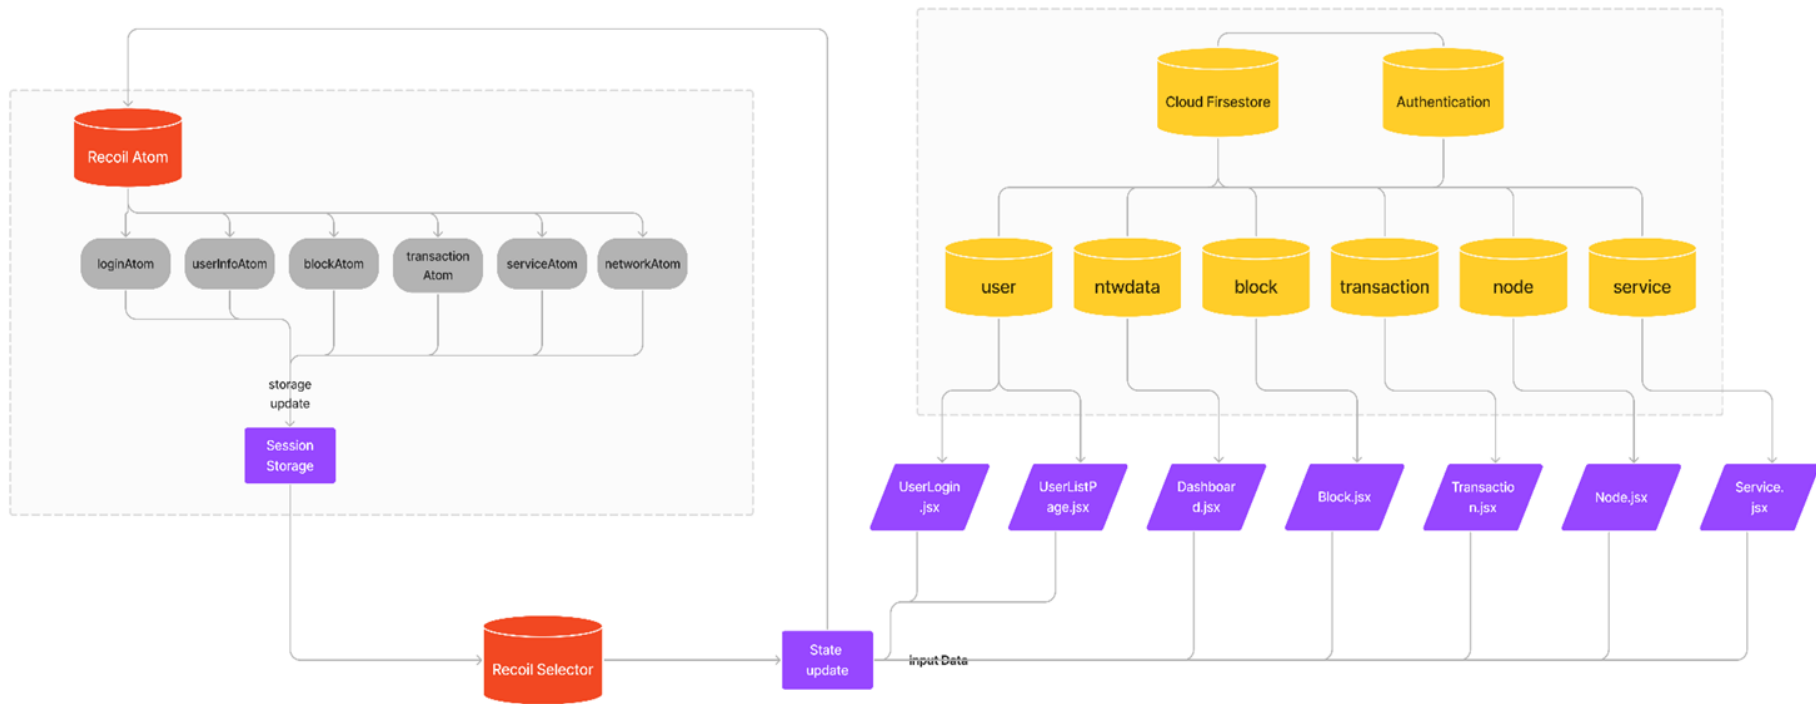 Cloud Firsestore
Authentication
Recoil Atom
loginAtom
userInfoAtom
blockAtom
transaction
Atom
serviceAtom
networkAtom
user
ntwdata
block
transaction
node
service
storage
update
Session
Storage
UserLogin
.jsx
UserListP
age.jsx
Dashboar
d.jsx
Block.jsx
Transactio
n.jsx
Node.jsx
Service.
jsx
Recoil Selector
State
update
Input Data